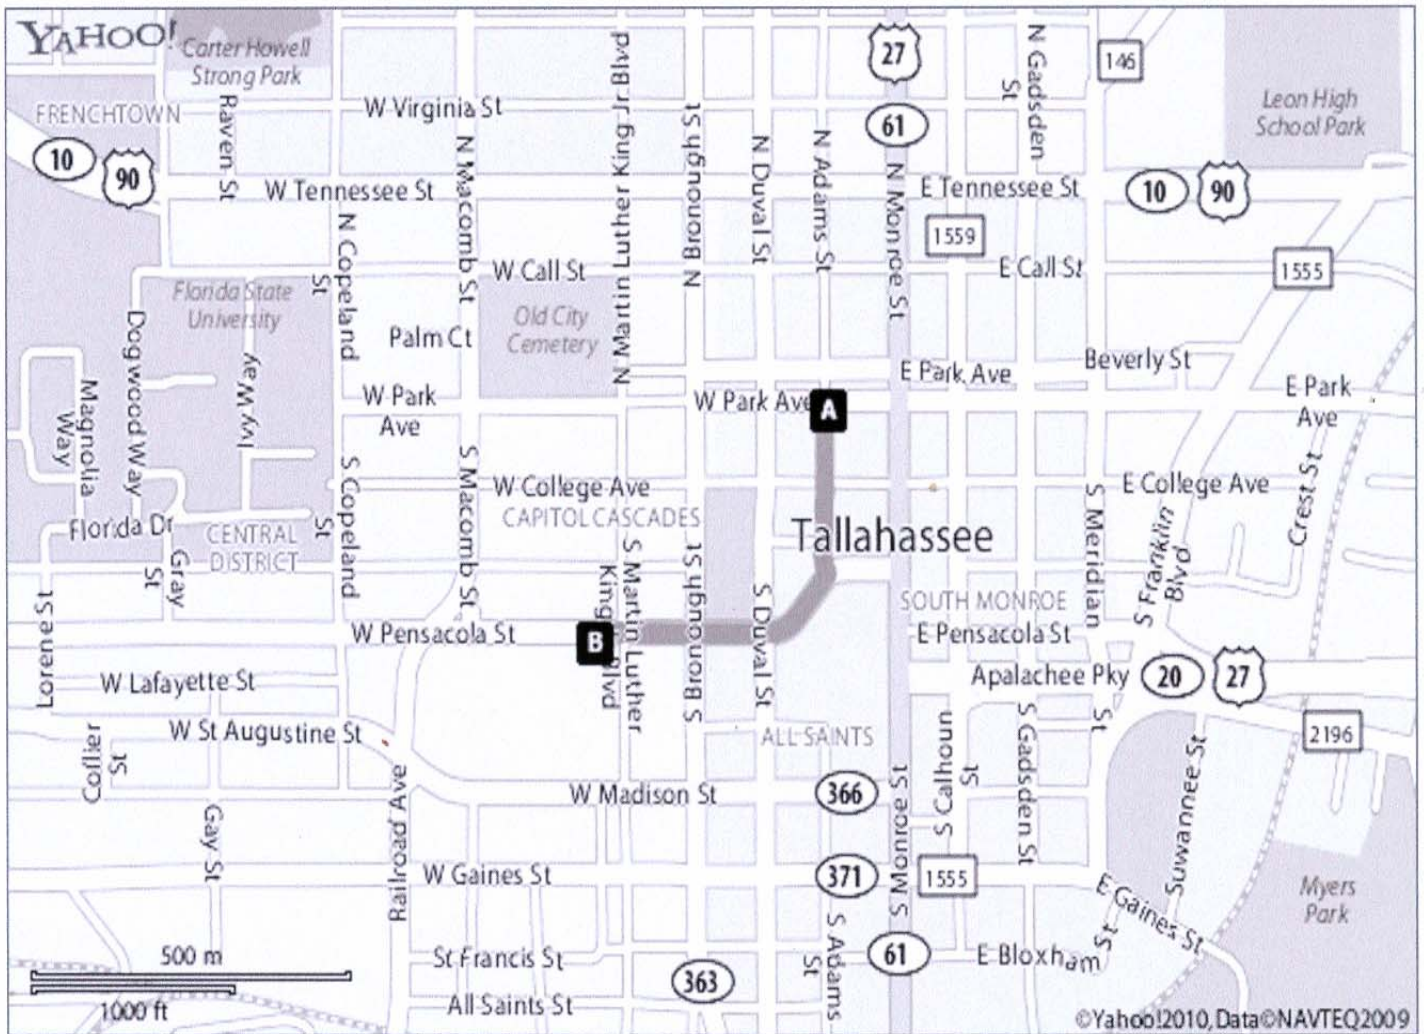 YAHOO!
Carter Howell
Strong Park
27
146
N Gadsden
St
Leon High
School Park
FRENCHTOWN
Raven St
W Virginia St
N Martin Luther King Jr Blvd
N Bronough St
61
10
90
W Tennessee St
N Macomb St
N Duval St
N Adams St
N Monroe St
E Tennessee St
10
90
1559
N Copeland
St
W Call St
E Call St
1555
Florida State
University
Old City
Cemetery
Palm Ct
Dogwood Way
Ivy Way
Magnolia
Way
W Park
Ave
W Park Ave
A
E Park Ave
Beverly St
E Park
Ave
S Copeland
St
S Macomb St
W College Ave
CAPITOL CASCADES
E College Ave
Crest St
Florida Dr
CENTRAL
DISTRICT
Gray
St
Tallahassee
S Meridian
St
S Franklin
Blvd
S Martin Luther
King Blvd
S Bronough St
S Duval St
SOUTH MONROE
Lorene St
W Pensacola St
B
E Pensacola St
W Lafayette St
Apalachee Pky
20
27
W St Augustine St
Collier
St
ALL SAINTS
S Calhoun
St
S Gadsden St
2196
Suwannee St
Railroad Ave
W Madison St
366
S Monroe St
Gay St
W Gaines St
371
1555
E Gaines St
Myers
Park
S Adams
St
St Francis St
61
E Bloxham St
363
500 m
1000 ft
All Saints St
©Yahoo!2010, Data©NAVTEQ2009